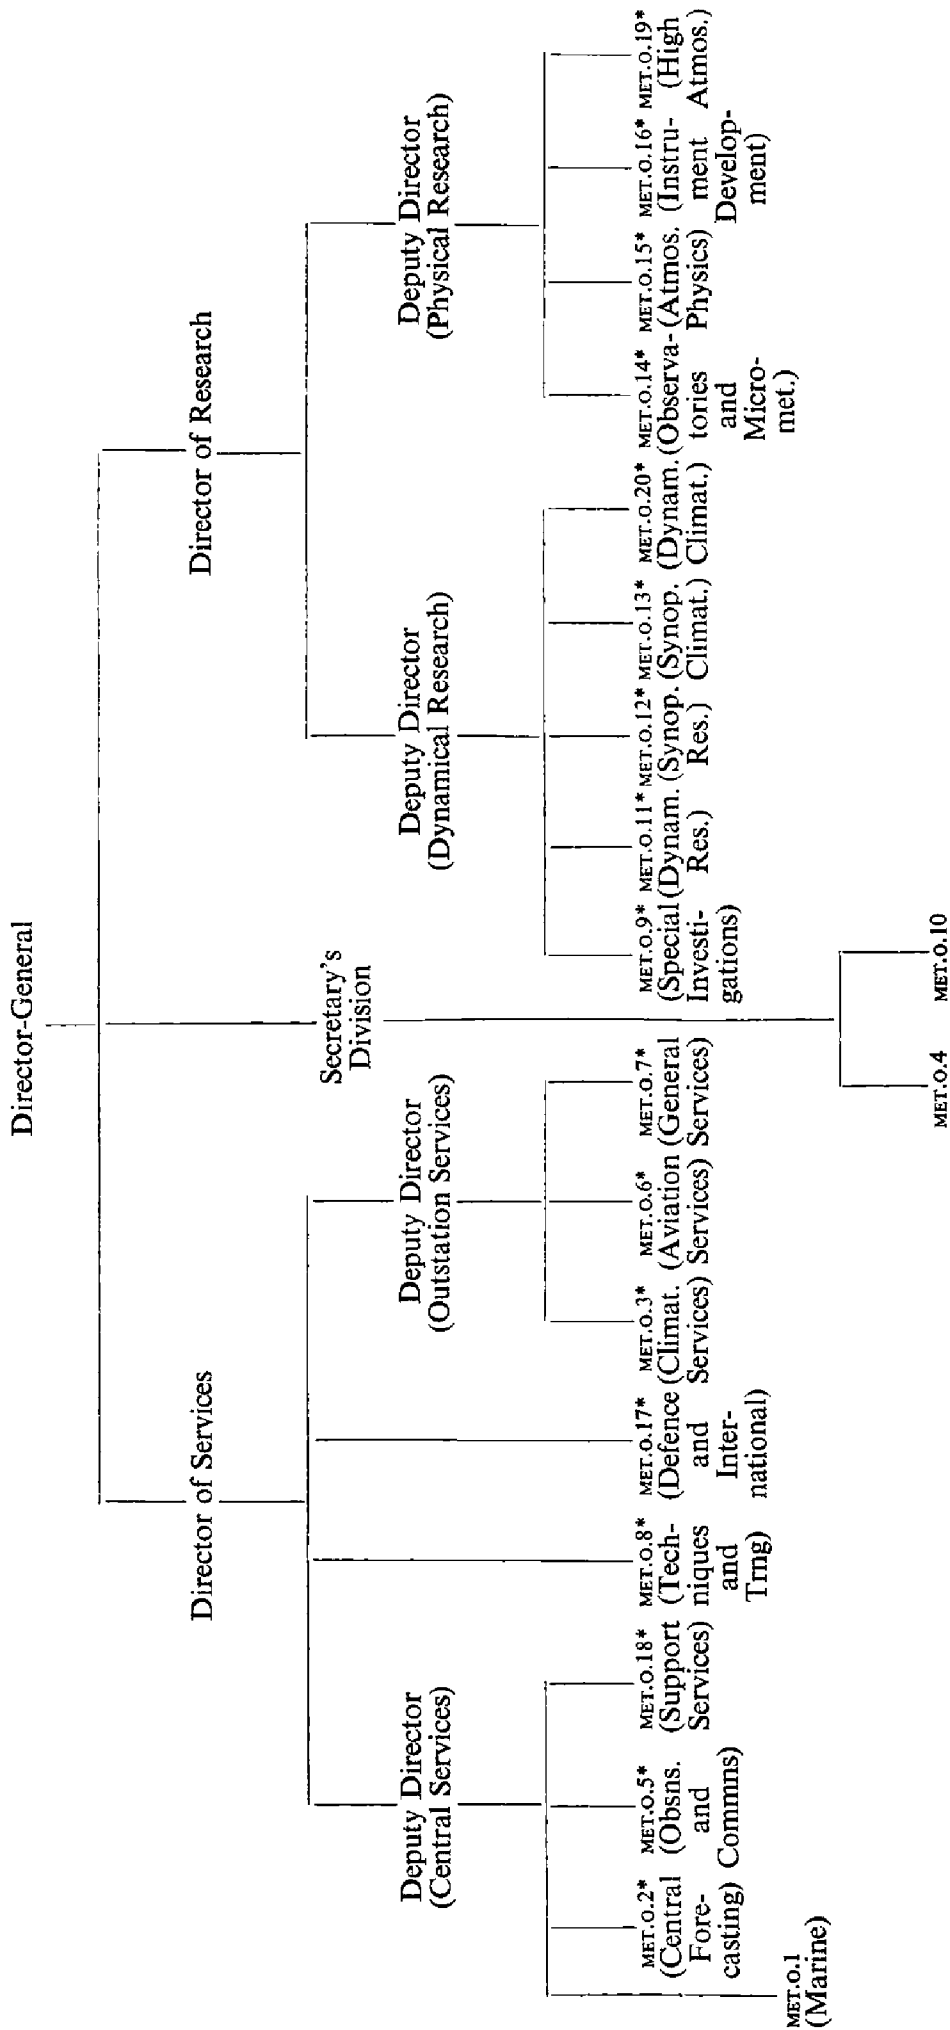 Director-General
Director of Services
Secretary's
Division
Director of Research
Deputy Director
(Central Services)
Deputy Director
(Outstation Services)
Deputy Director
(Dynamical Research)
Deputy Director
(Physical Research)
MET.O.1
(Marine)
MET.O.2*
(Central
Fore-
casting)
MET.O.5*
(Obsns.
and
Commns)
MET.O.18*
(Support
Services)
MET.O.8*
(Tech-
niques
and
Trng)
MET.O.17*
(Defence
and
Inter-
national)
MET.O.3*
(Climat.
Services)
MET.O.6*
(Aviation
Services)
MET.O.7*
(General
Services)
MET.O.4
MET.O.10
MET.O.9*
(Special
Investi-
gations)
MET.O.11*
(Dynam.
Res.)
MET.O.12*
(Synop.
Res.)
MET.O.13*
(Synop.
Climat.)
MET.O.20*
(Dynam.
Climat.)
MET.O.14*
(Observa-
tories
and
Micro-
met.)
MET.O.15*
(Atmos.
Physics)
MET.O.16*
(Instru-
ment
Develop-
ment)
MET.O.19*
(High
Atmos.)